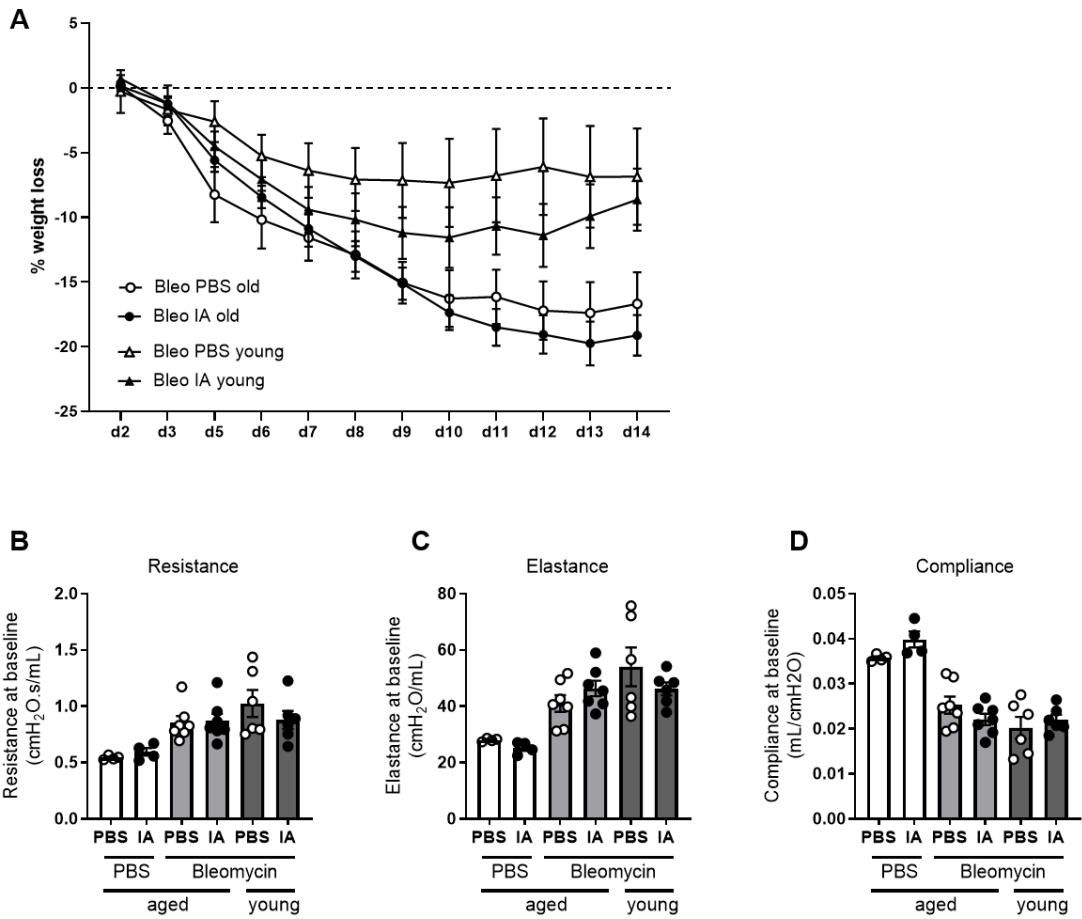 A
5
0
-5
-10
-15
-20
-25
% weight loss
Bleo PBS old
Bleo IA old
Bleo PBS young
Bleo IA young
d2 d3 d5 d6 d7 d8 d9 d10 d11 d12 d13 d14
B
Resistance
Resistance at baseline
(cmH₂O.s/mL)
2.0
1.5
1.0
0.5
0.0
PBS IA PBS IA PBS IA
PBS Bleomycin
aged young
C
Elastance
Elastance at baseline
(cmH₂O/mL)
80
60
40
20
0
PBS IA PBS IA PBS IA
PBS Bleomycin
aged young
D
Compliance
Compliance at baseline
(mL/cmH2O)
0.05
0.04
0.03
0.02
0.01
0.00
PBS IA PBS IA PBS IA
PBS Bleomycin
aged young